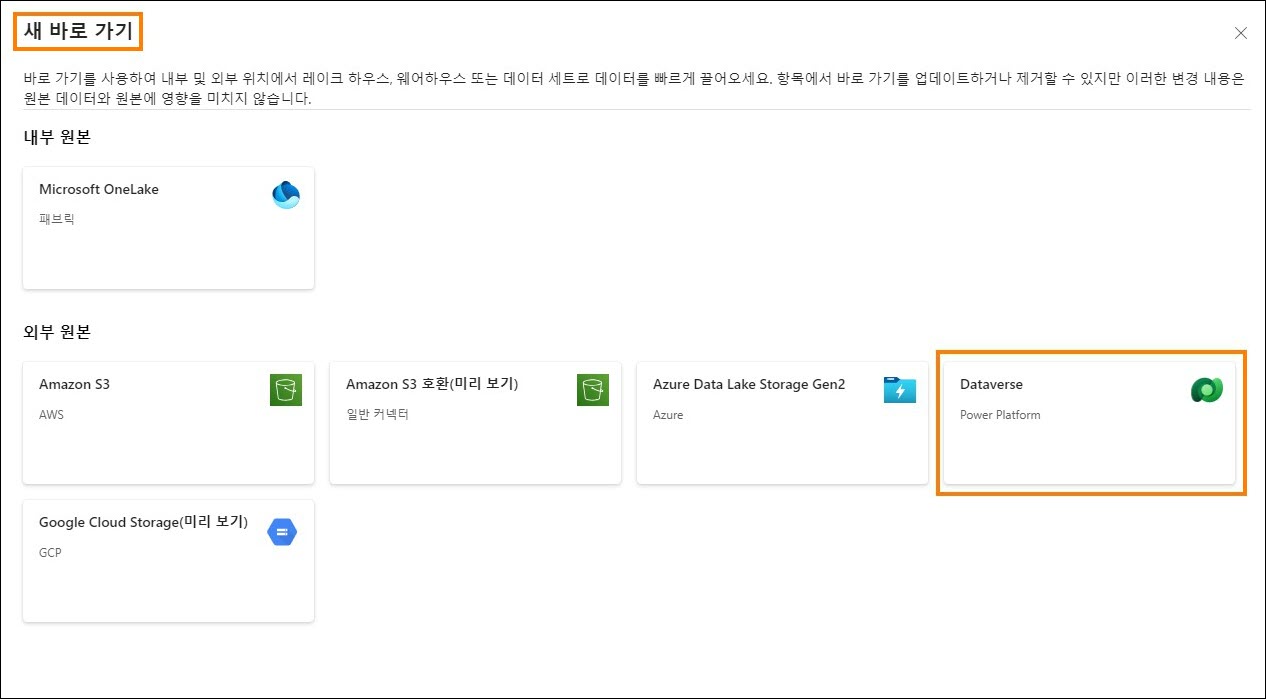 새 바로 가기
바로 가기를 사용하여 내부 및 외부 위치에서 레이크 하우스, 웨어하우스 또는 데이터 세트로 데이터를 빠르게 끌어오세요. 항목에서 바로 가기를 업데이트하거나 제거할 수 있지만 이러한 변경 내용은
원본 데이터와 원본에 영향을 미치지 않습니다.
내부 원본
Microsoft OneLake
패브릭
외부 원본
Amazon S3
AWS
Amazon S3 호환(미리 보기)
일반 커넥터
Azure Data Lake Storage Gen2
Azure
Dataverse
Power Platform
Google Cloud Storage(미리 보기)
GCP